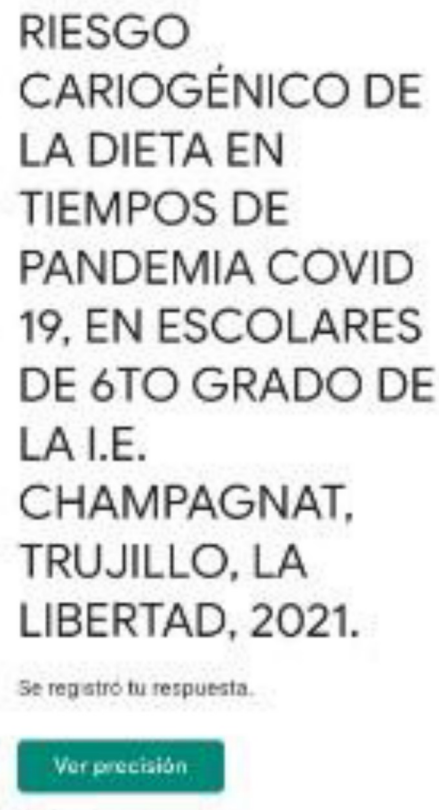 RIESGO
CARIOGÉNICO DE
LA DIETA EN
TIEMPOS DE
PANDEMIA COVID
19, EN ESCOLARES
DE 6TO GRADO DE
LA I.E.
CHAMPAGNAT,
TRUJILLO, LA
LIBERTAD, 2021.
Se registró tu respuesta.
Ver precisión